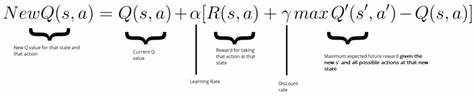 NewQ(s,a) = Q(s,a)+α[R(s,a)+γmaxQ'(s',a')−Q(s,a)]
New Q value for that state and
that action
Current Q
value
Learning Rate
Reward for taking
that action at that
state
Discount
rate
Maximum expected future reward given the
new s' and all possible actions at that new
state